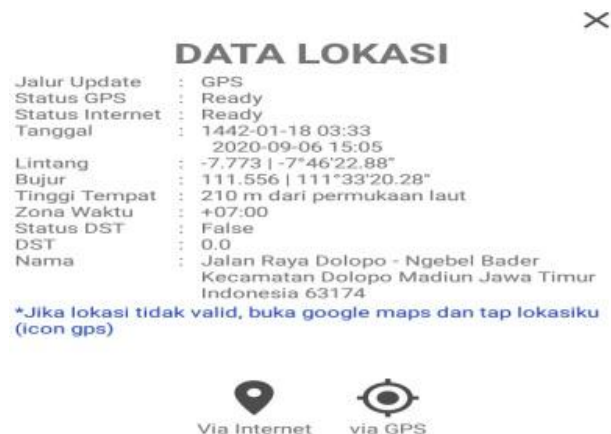 DATA LOKASI
Jalur Update : GPS
Status GPS : Ready
Status Internet : Ready
Tanggal : 1442-01-18 03:33
2020-09-06 15:05
Lintang : -7.773 | -7°46'22.88"
Bujur : 111.556 | 111°33'20.28"
Tinggi Tempat : 210 m dari permukaan laut
Zona Waktu : +07:00
Status DST : False
DST : 0.0
Nama : Jalan Raya Dolopo - Ngebel Bader
Kecamatan Dolopo Madiun Jawa Timur
Indonesia 63174
*Jika lokasi tidak valid, buka google maps dan tap lokasiku
(icon gps)
Via Internet via GPS